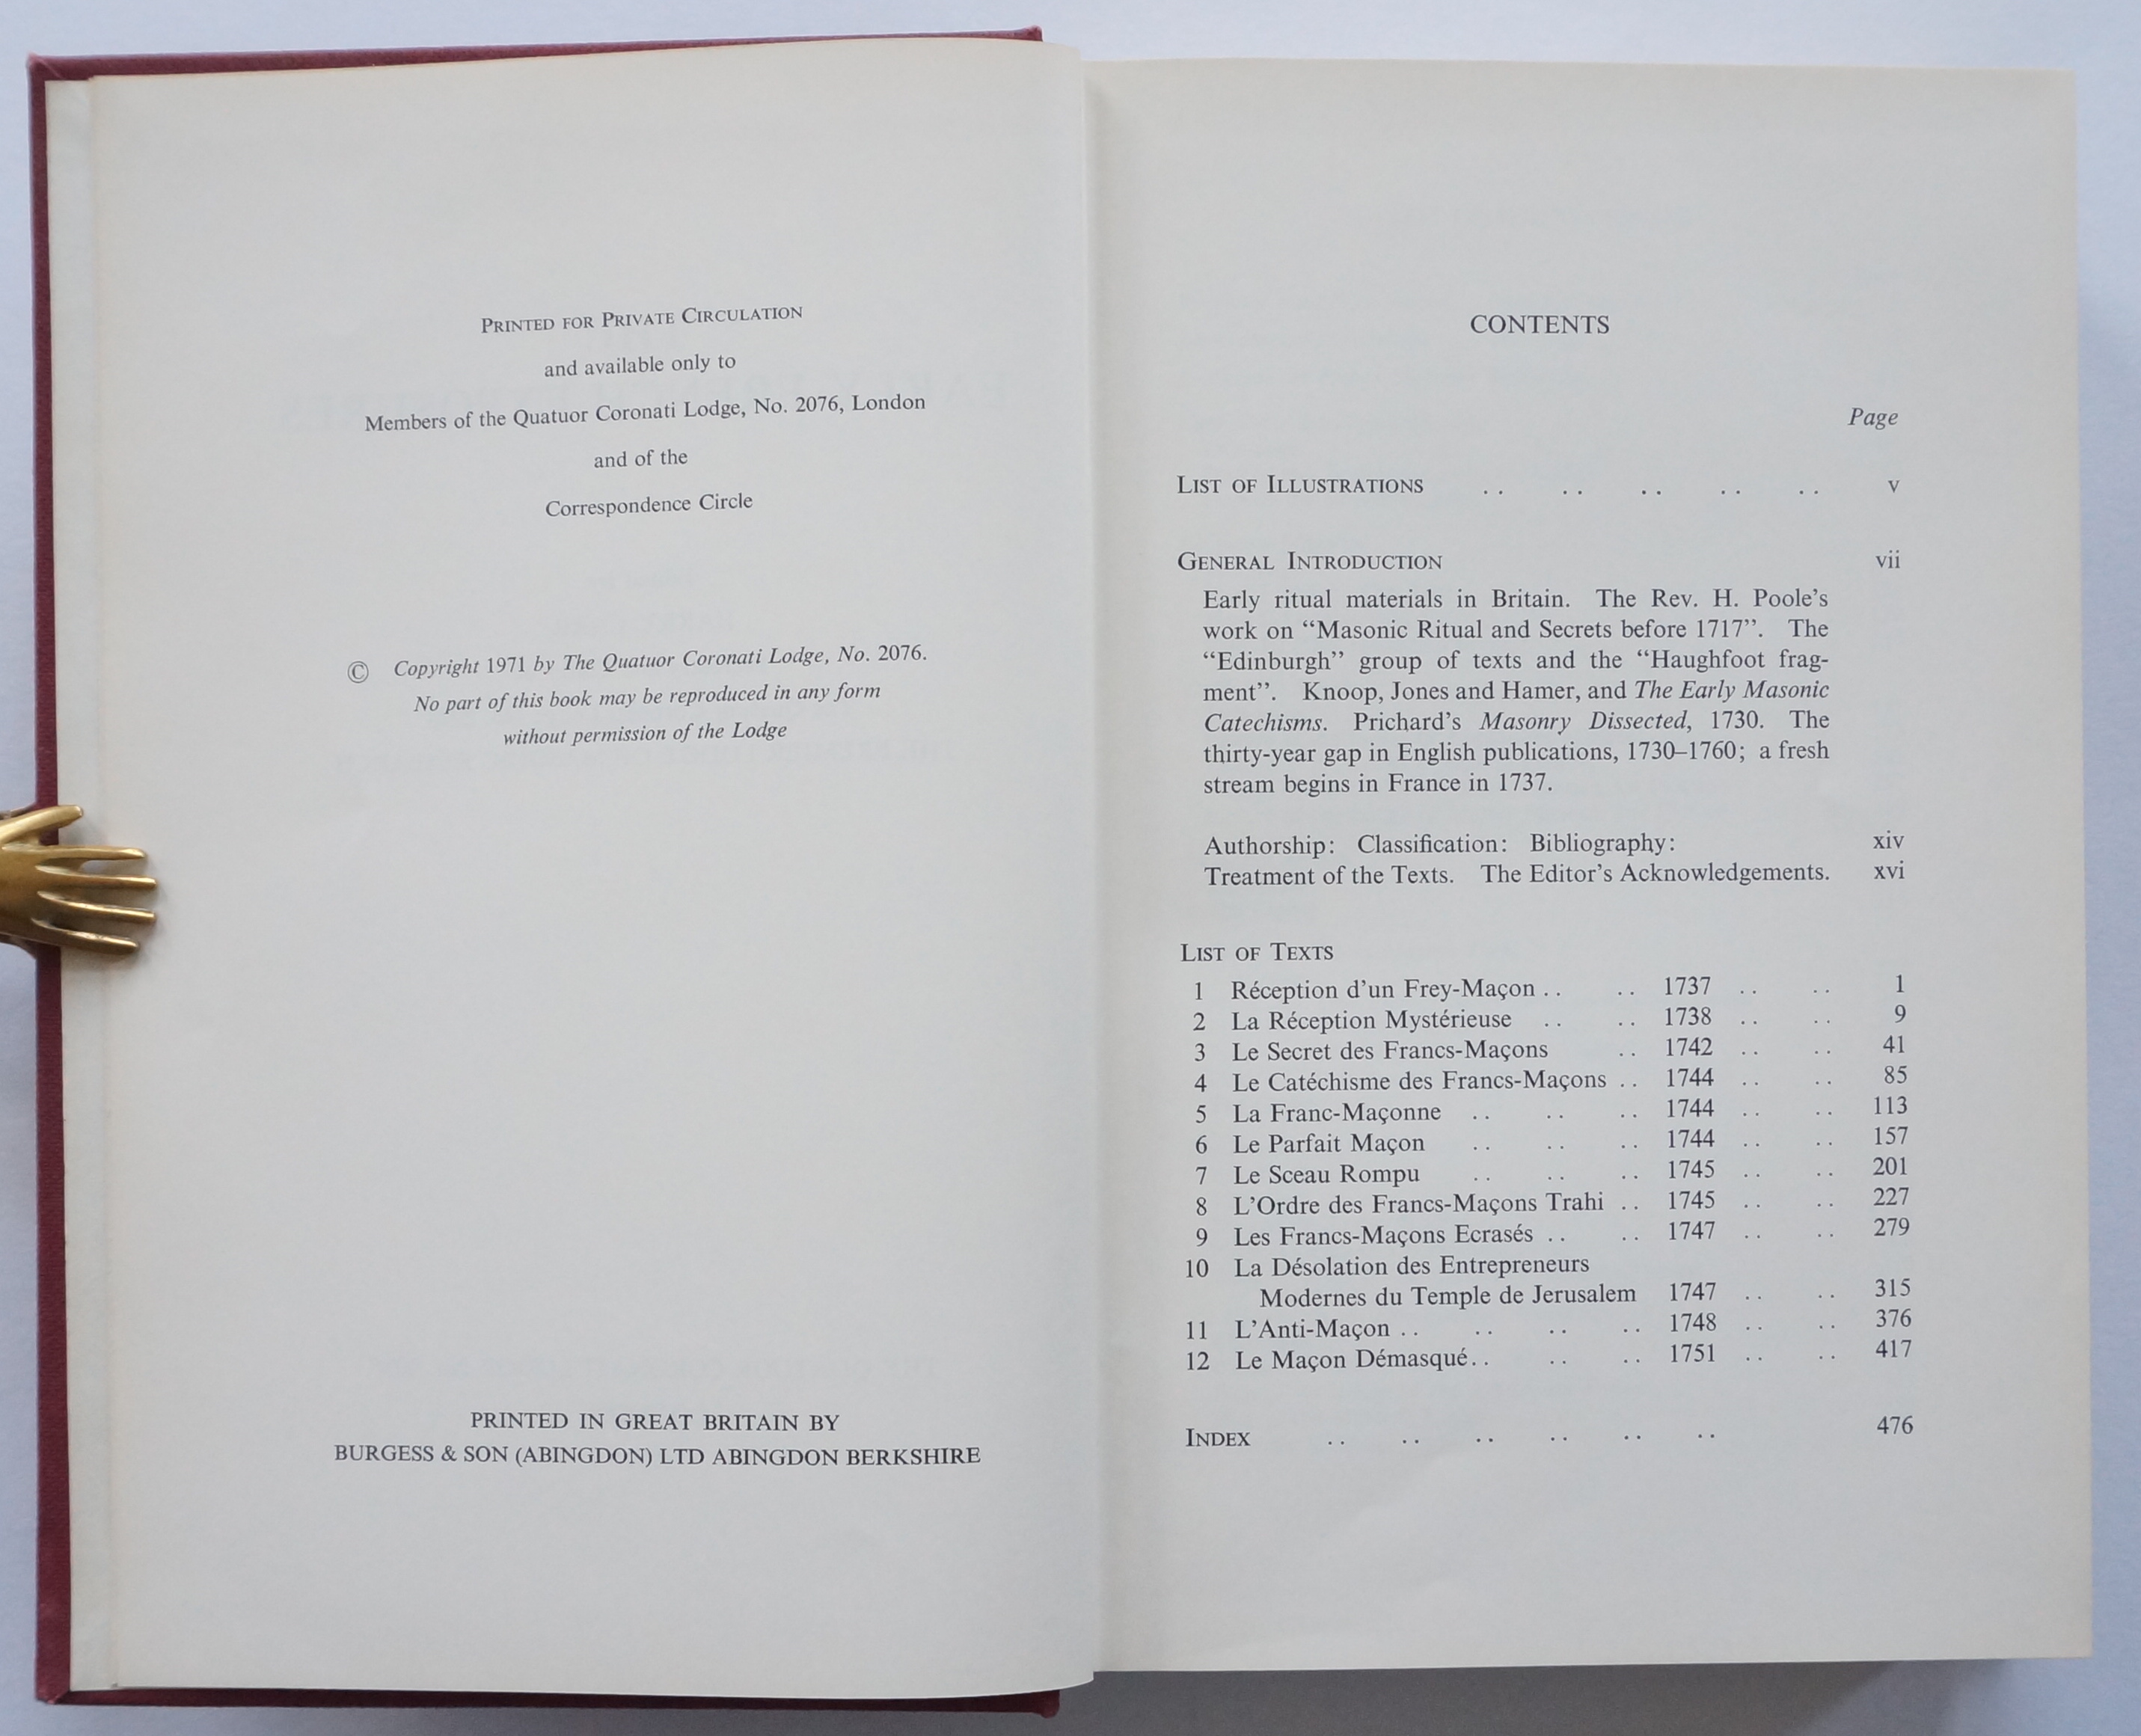 PRINTED FOR PRIVATE CIRCULATION
and available only to
Members of the Quatuor Coronati Lodge, No. 2076, London
and of the
Correspondence Circle
© Copyright 1971 by The Quatuor Coronati Lodge, No. 2076.
No part of this book may be reproduced in any form
without permission of the Lodge
PRINTED IN GREAT BRITAIN BY
BURGESS & SON (ABINGDON) LTD ABINGDON BERKSHIRE
CONTENTS
Page
LIST OF ILLUSTRATIONS .. .. .. .. .. v
GENERAL INTRODUCTION vii
Early ritual materials in Britain. The Rev. H. Poole's
work on “Masonic Ritual and Secrets before 1717”. The
“Edinburgh” group of texts and the “Haughfoot frag-
ment”. Knoop, Jones and Hamer, and The Early Masonic
Catechisms. Prichard's Masonry Dissected, 1730. The
thirty-year gap in English publications, 1730–1760; a fresh
stream begins in France in 1737.
Authorship: Classification: Bibliography: xiv
Treatment of the Texts. The Editor's Acknowledgements. xvi
LIST OF TEXTS
1 Réception d'un Frey-Maçon .. .. 1737 .. .. 1
2 La Réception Mystérieuse .. .. 1738 .. .. 9
3 Le Secret des Francs-Maçons .. 1742 .. .. 41
4 Le Catéchisme des Francs-Maçons .. 1744 .. .. 85
5 La Franc-Maçonne .. .. .. 1744 .. .. 113
6 Le Parfait Maçon .. .. .. 1744 .. .. 157
7 Le Sceau Rompu .. .. .. 1745 .. .. 201
8 L'Ordre des Francs-Maçons Trahi .. 1745 .. .. 227
9 Les Francs-Maçons Ecrasés .. .. 1747 .. .. 279
10 La Désolation des Entrepreneurs
Modernes du Temple de Jerusalem 1747 .. .. 315
11 L'Anti-Maçon .. .. .. .. 1748 .. .. 376
12 Le Maçon Démasqué .. .. .. 1751 .. .. 417
INDEX .. .. .. .. .. .. 476